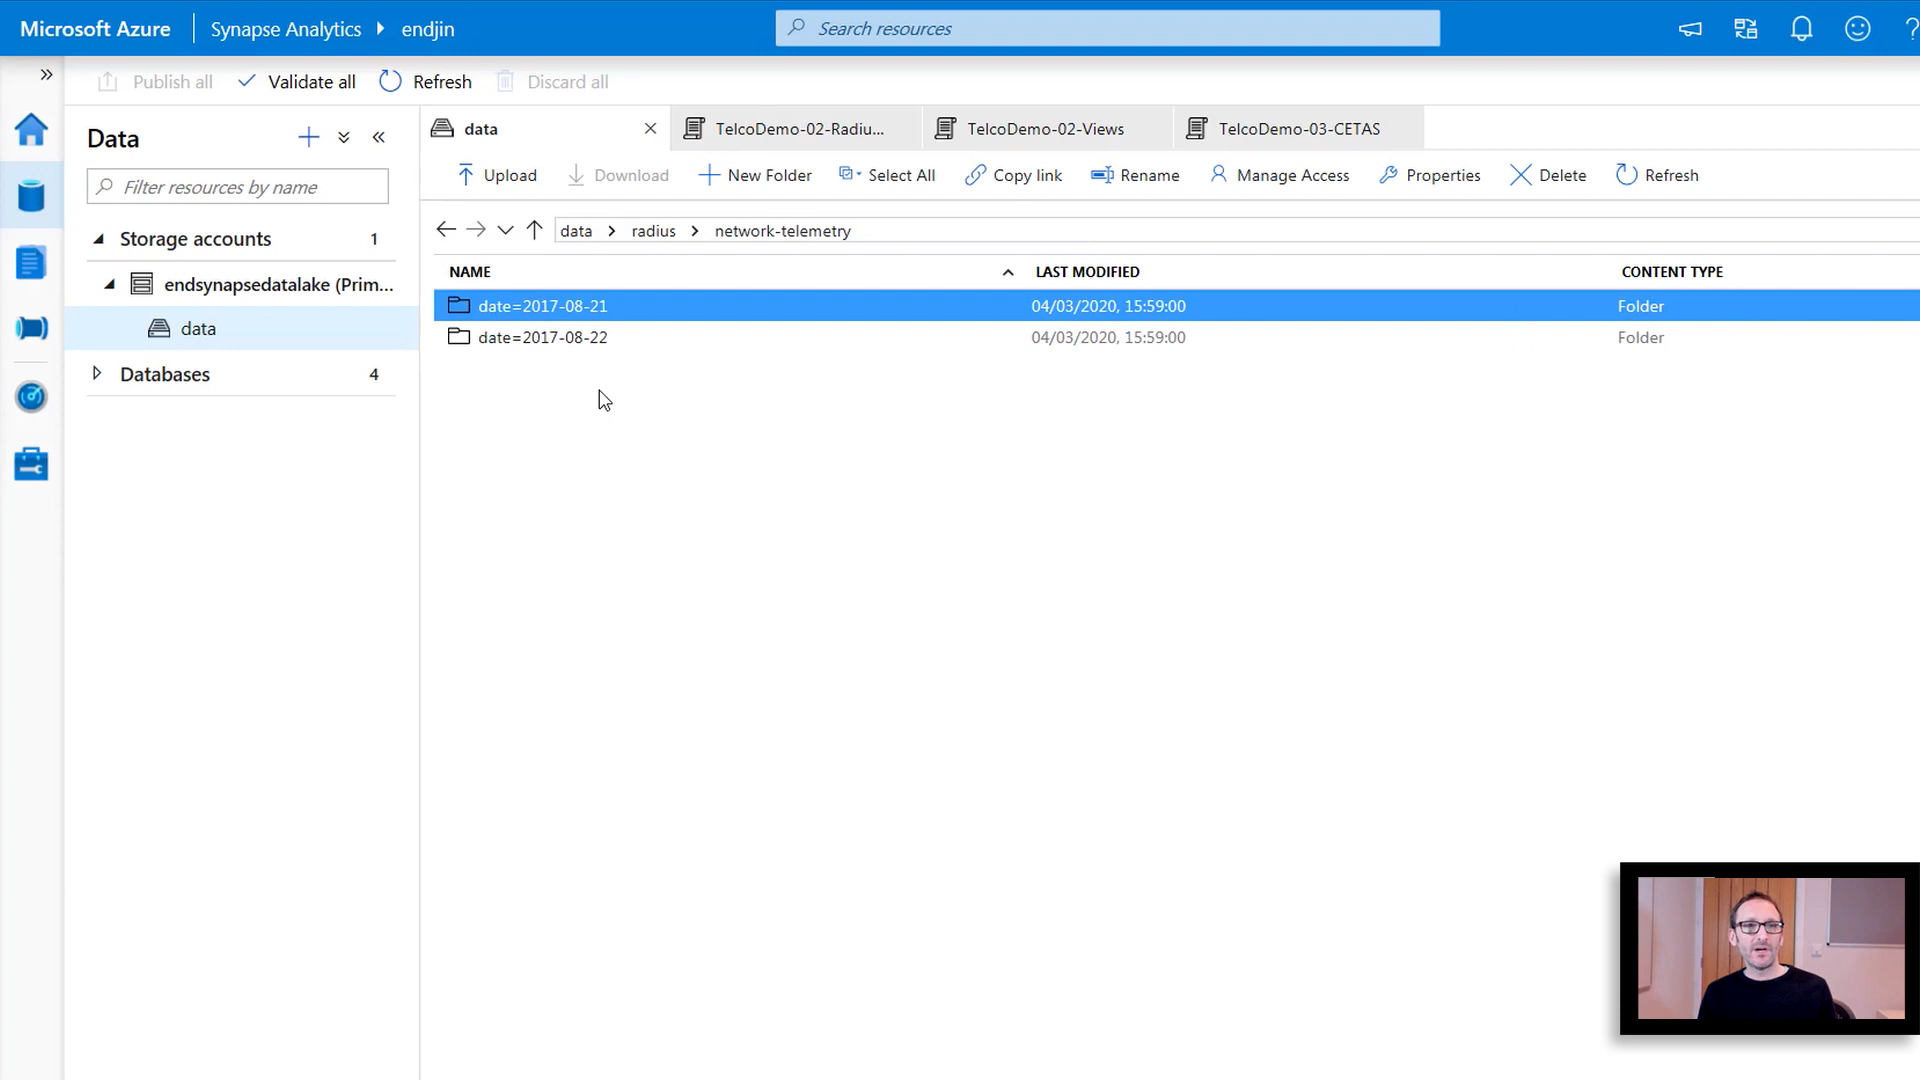 Microsoft Azure
Synapse Analytics
endjin
Search resources
?
Publish all
Validate all
Refresh
Discard all
Data
Filter resources by name
Storage accounts 1
endsynapsedatalake (Prim...
data
Databases 4
data
TelcoDemo-02-Radiu...
TelcoDemo-02-Views
TelcoDemo-03-CETAS
Upload
Download
New Folder
Select All
Copy link
Rename
Manage Access
Properties
Delete
Refresh
data > radius > network-telemetry
NAME LAST MODIFIED CONTENT TYPE
date=2017-08-21 04/03/2020, 15:59:00 Folder
date=2017-08-22 04/03/2020, 15:59:00 Folder